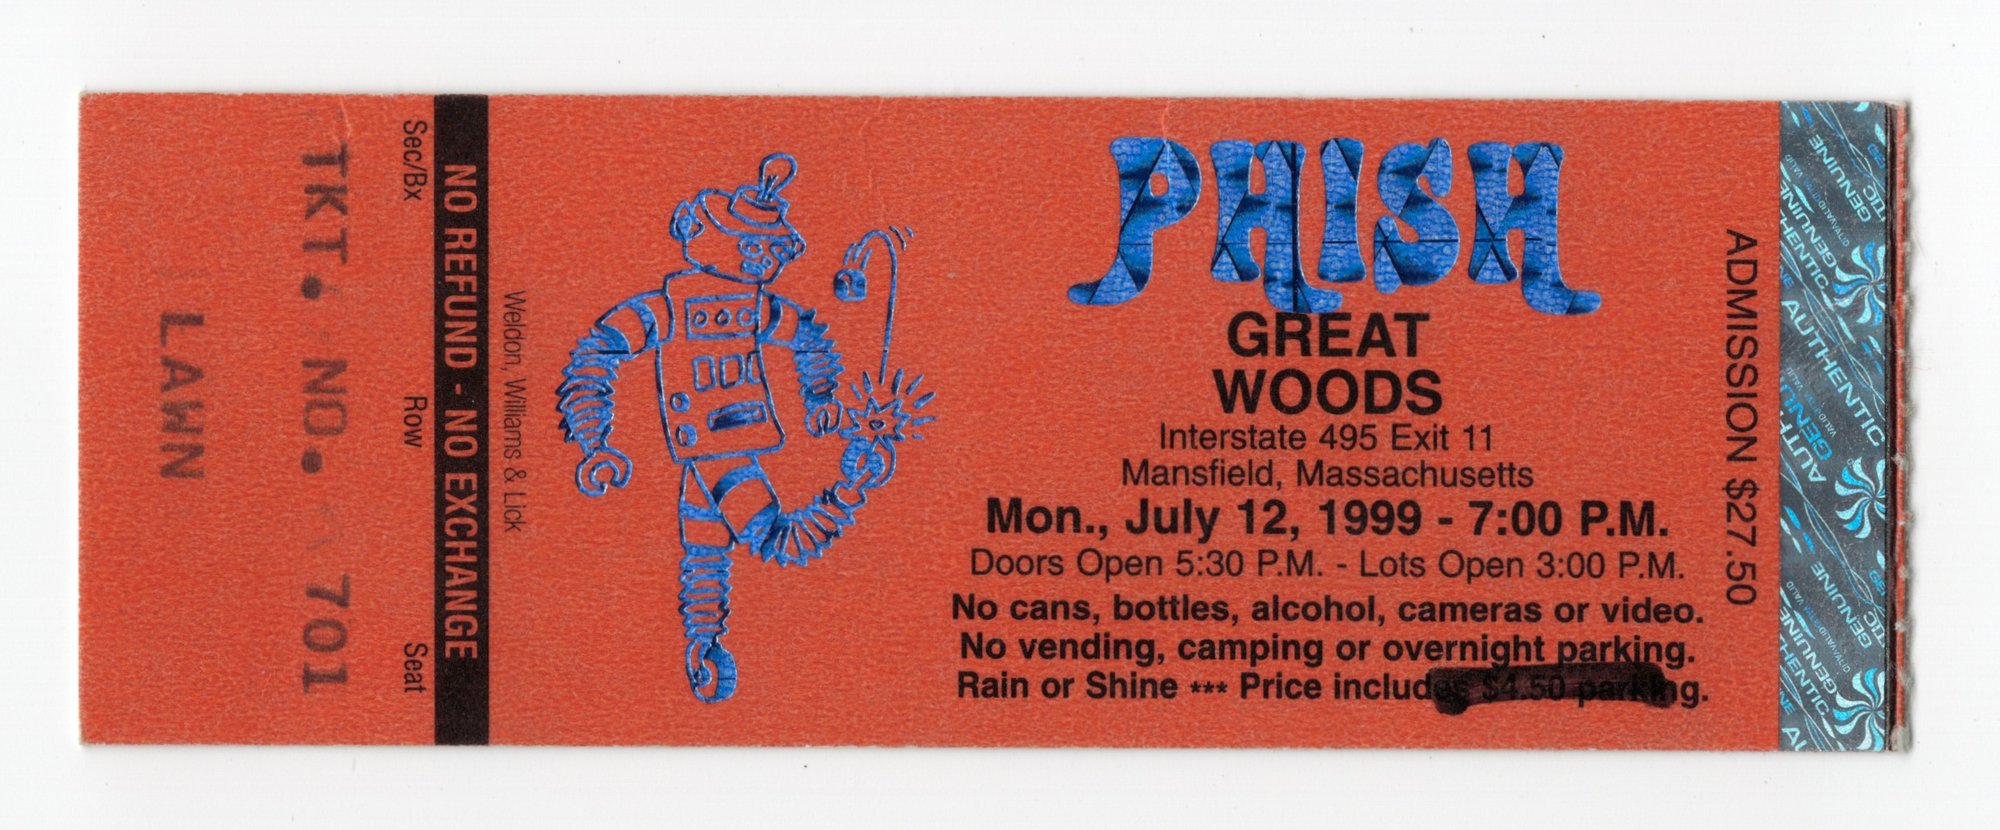 PHISH
GREAT
WOODS
Interstate 495 Exit 11
Mansfield, Massachusetts
Mon., July 12, 1999 - 7:00 P.M.
Doors Open 5:30 P.M. - Lots Open 3:00 P.M.
No cans, bottles, alcohol, cameras or video.
No vending, camping or overnight parking.
Rain or Shine *** Price includes $4.50 parking.
ADMISSION $27.50
Weldon, Williams & Lick
NO REFUND - NO EXCHANGE
Sec/Bx Row Seat
TKT. NO. 701
LAWN
AUTHENTIC
GENUINE
VALID